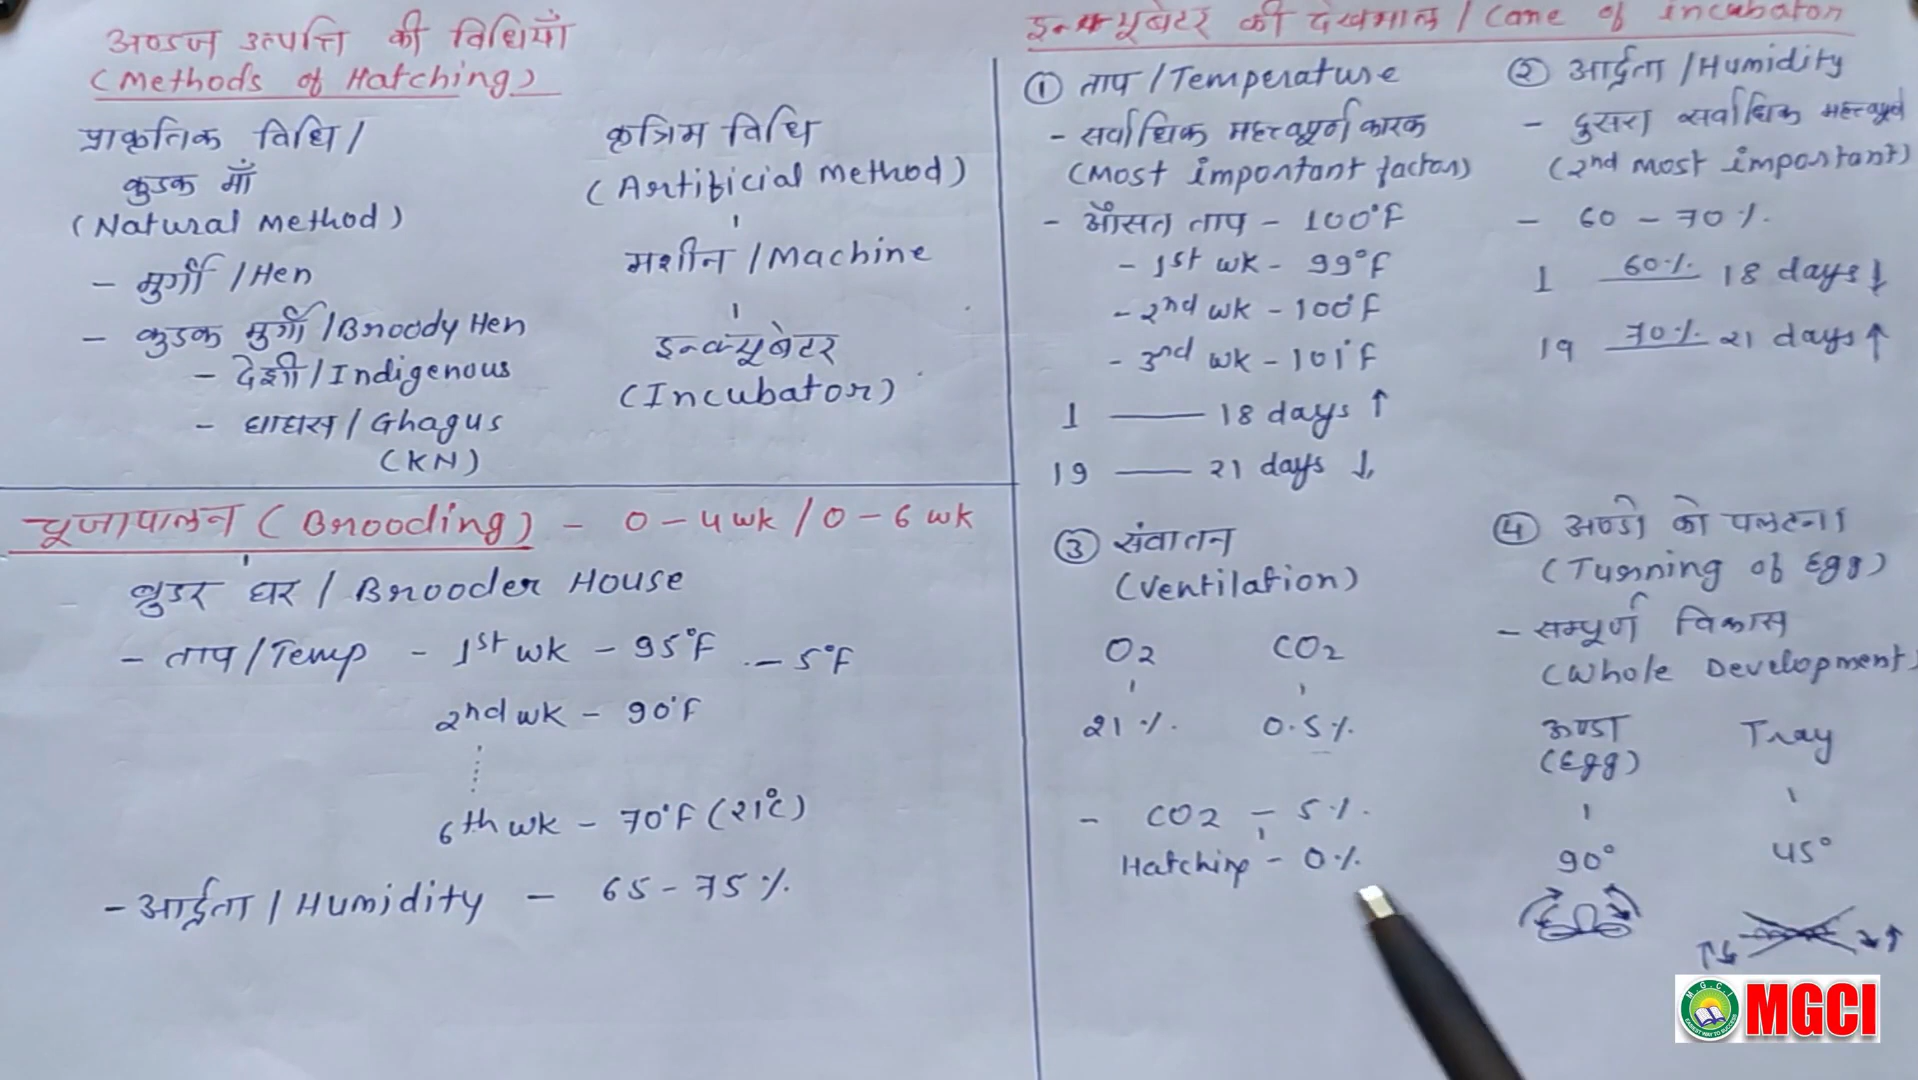 अण्डज उत्पत्ति की विधियाँ
(Methods of Hatching)
प्राकृतिक विधि /
कुडक माँ
(Natural Method)
- मुर्गी / Hen
- कुडक मुर्गी / Broody Hen
- देशी / Indigenous
- घाघस / Ghagus
(KN)
कृत्रिम विधि
(Artificial Method)
मशीन / Machine
इन्क्यूबेटर
(Incubator)
चूजापालन (Brooding) - 0-4 wk / 0-6 wk
ब्रुडर घर / Brooder House
- ताप / Temp - 1st wk - 95°F - 5°F
2nd wk - 90°F
6th wk - 70°F (21°C)
- आर्द्रता / Humidity - 65-75%
इन्क्यूबेटर की देखभाल / Care of incubator
① ताप / Temperature
- सर्वाधिक महत्वपूर्ण कारक
(Most important factor)
- औसत ताप - 100°F
- 1st wk - 99°F
- 2nd wk - 100°F
- 3rd wk - 101°F
1 — 18 days ↑
19 — 21 days ↓
② आर्द्रता / Humidity
- दुसरा सर्वाधिक महत्वपूर्ण
(2nd most important)
- 60 - 70%
1 60% 18 days ↓
19 70% 21 days ↑
③ संवातन
(Ventilation)
O2 CO2
21% 0.5%
- CO2 - 5%
Hatching - 0%
④ अण्डो को पलटना
(Turning of Egg)
- सम्पूर्ण विकास
(Whole Development)
अण्डा Tray
(Egg)
90° 45°
MGCI